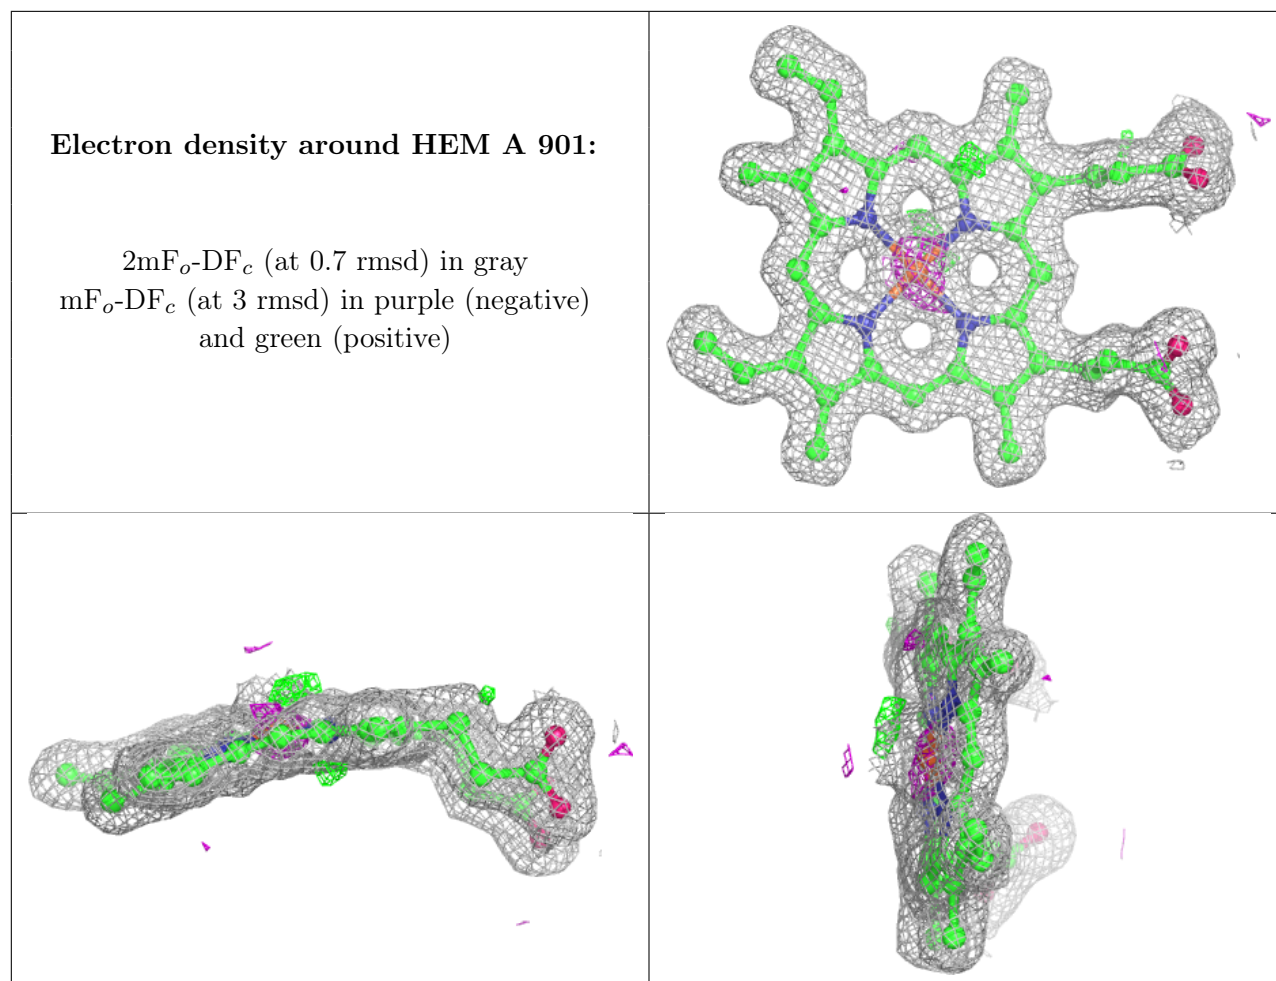 Electron density around HEM A 901:
2mFo-DFc (at 0.7 rmsd) in gray
mFo-DFc (at 3 rmsd) in purple (negative)
and green (positive)